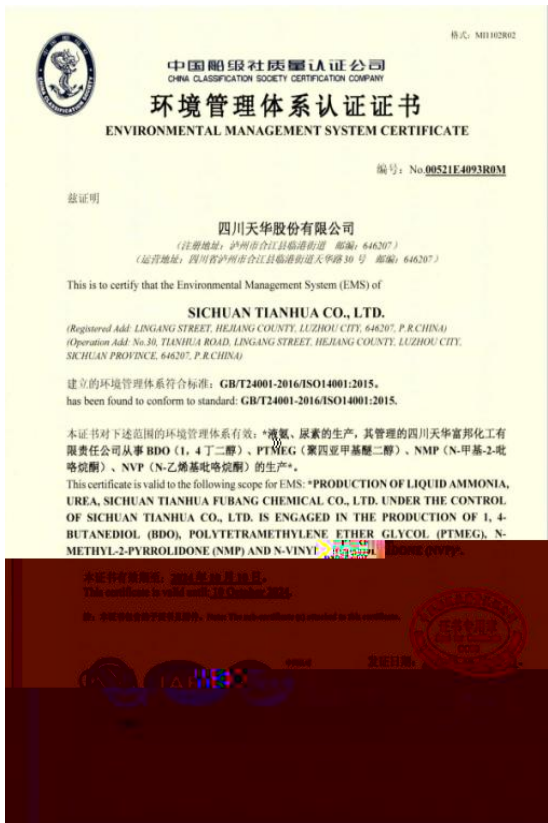 格式：MI1102R02
中国船级社质量认证公司
CHINA CLASSIFICATION SOCIETY CERTIFICATION COMPANY
环境管理体系认证证书
ENVIRONMENTAL MANAGEMENT SYSTEM CERTIFICATE
编号：No.00521E4093R0M
兹证明
四川天华股份有限公司
（注册地址：泸州市合江县临港街道 邮编：646207）
（运营地址：四川省泸州市合江县临港街道天华路30号 邮编：646207）
This is to certify that the Environmental Management System (EMS) of
SICHUAN TIANHUA CO., LTD.
(Registered Add: LINGANG STREET, HEJIANG COUNTY, LUZHOU CITY, 646207, P.R.CHINA)
(Operation Add: No.30, TIANHUA ROAD, LINGANG STREET, HEJIANG COUNTY, LUZHOU CITY,
SICHUAN PROVINCE, 646207, P.R.CHINA)
建立的环境管理体系符合标准：GB/T24001-2016/ISO14001:2015。
has been found to conform to standard: GB/T24001-2016/ISO14001:2015.
本证书对下述范围的环境管理体系有效：*液氨、尿素的生产，其管理的四川天华富邦化工有
限责任公司从事BDO（1，4丁二醇）、PTMEG（聚四亚甲基醚二醇）、NMP（N-甲基-2-吡
咯烷酮）、NVP（N-乙烯基吡咯烷酮）的生产*。
This certificate is valid to the following scope for EMS: *PRODUCTION OF LIQUID AMMONIA,
UREA, SICHUAN TIANHUA FUBANG CHEMICAL CO., LTD. UNDER THE CONTROL
OF SICHUAN TIANHUA CO., LTD. IS ENGAGED IN THE PRODUCTION OF 1, 4-
BUTANEDIOL (BDO), POLYTETRAMETHYLENE ETHER GLYCOL (PTMEG), N-
METHYL-2-PYRROLIDONE (NMP) AND
本证书有效期至：
This certificate is valid until:
发证日期：